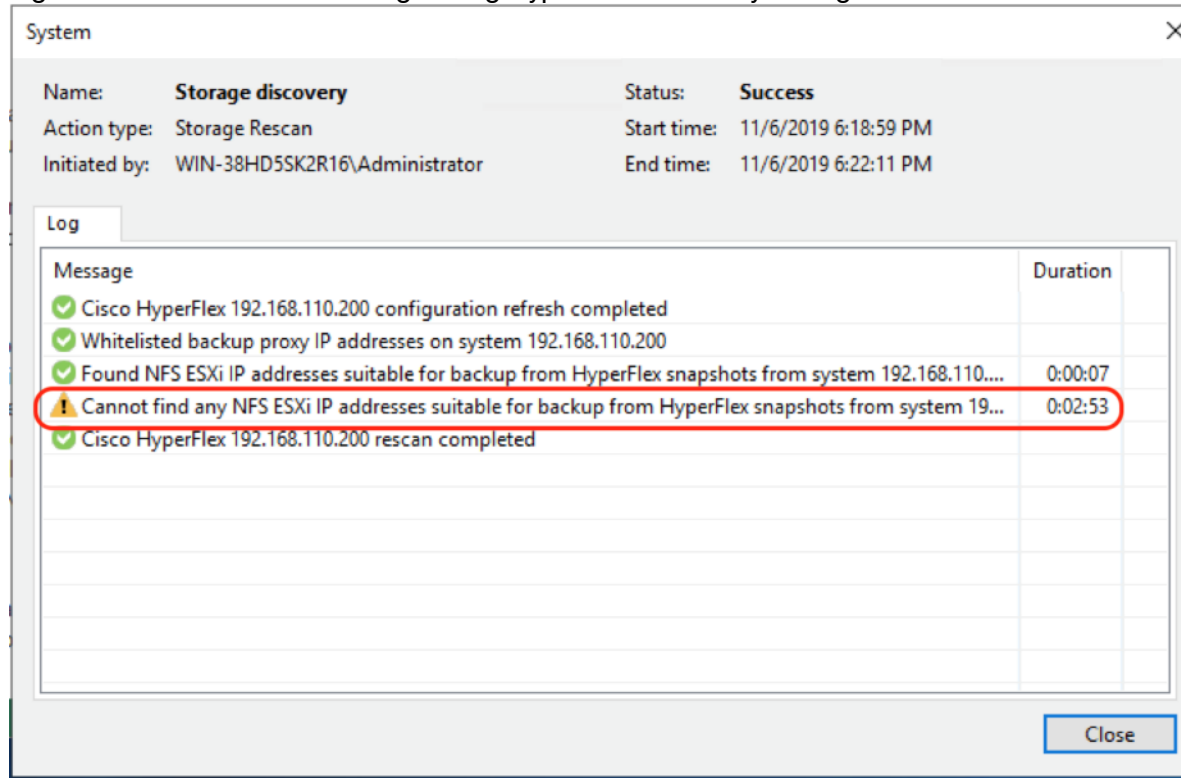 System
Name: Storage discovery Status: Success
Action type: Storage Rescan Start time: 11/6/2019 6:18:59 PM
Initiated by: WIN-38HD5SK2R16\Administrator End time: 11/6/2019 6:22:11 PM
Log
Message Duration
Cisco HyperFlex 192.168.110.200 configuration refresh completed
Whitelisted backup proxy IP addresses on system 192.168.110.200
Found NFS ESXi IP addresses suitable for backup from HyperFlex snapshots from system 192.168.110.... 0:00:07
Cannot find any NFS ESXi IP addresses suitable for backup from HyperFlex snapshots from system 19... 0:02:53
Cisco HyperFlex 192.168.110.200 rescan completed
Close